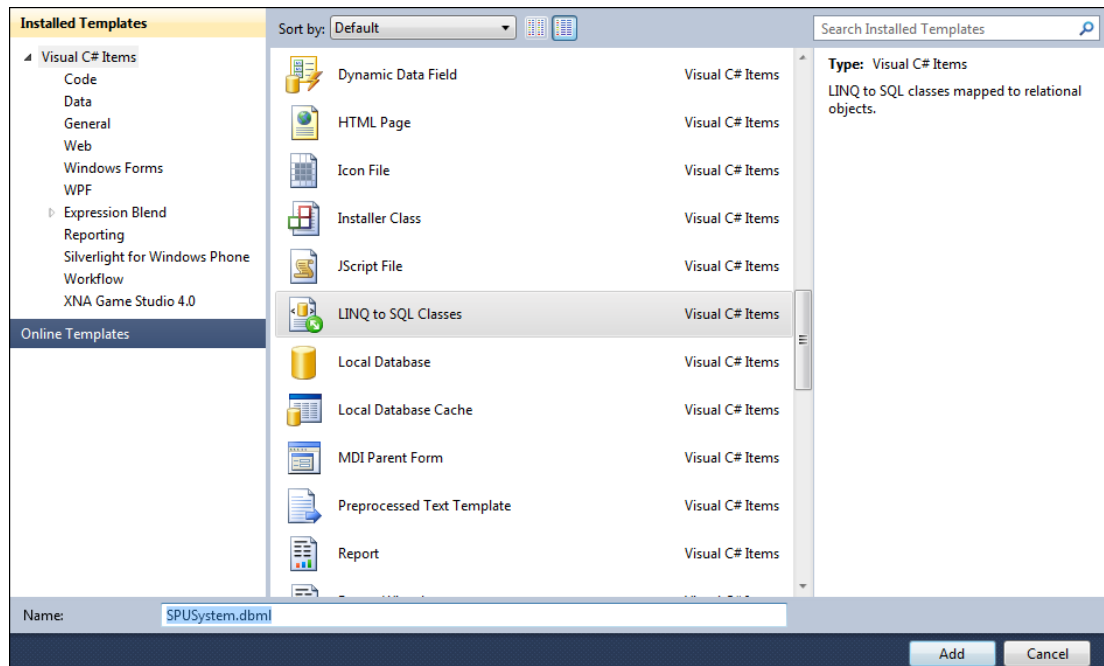 Installed Templates
Sort by: Default
Search Installed Templates
Visual C# Items
Code
Data
General
Web
Windows Forms
WPF
Expression Blend
Reporting
Silverlight for Windows Phone
Workflow
XNA Game Studio 4.0
Online Templates
Dynamic Data Field Visual C# Items
HTML Page Visual C# Items
Icon File Visual C# Items
Installer Class Visual C# Items
JScript File Visual C# Items
LINQ to SQL Classes Visual C# Items
Local Database Visual C# Items
Local Database Cache Visual C# Items
MDI Parent Form Visual C# Items
Preprocessed Text Template Visual C# Items
Report Visual C# Items
Type: Visual C# Items
LINQ to SQL classes mapped to relational
objects.
Name: SPUSystem.dbml
Add Cancel